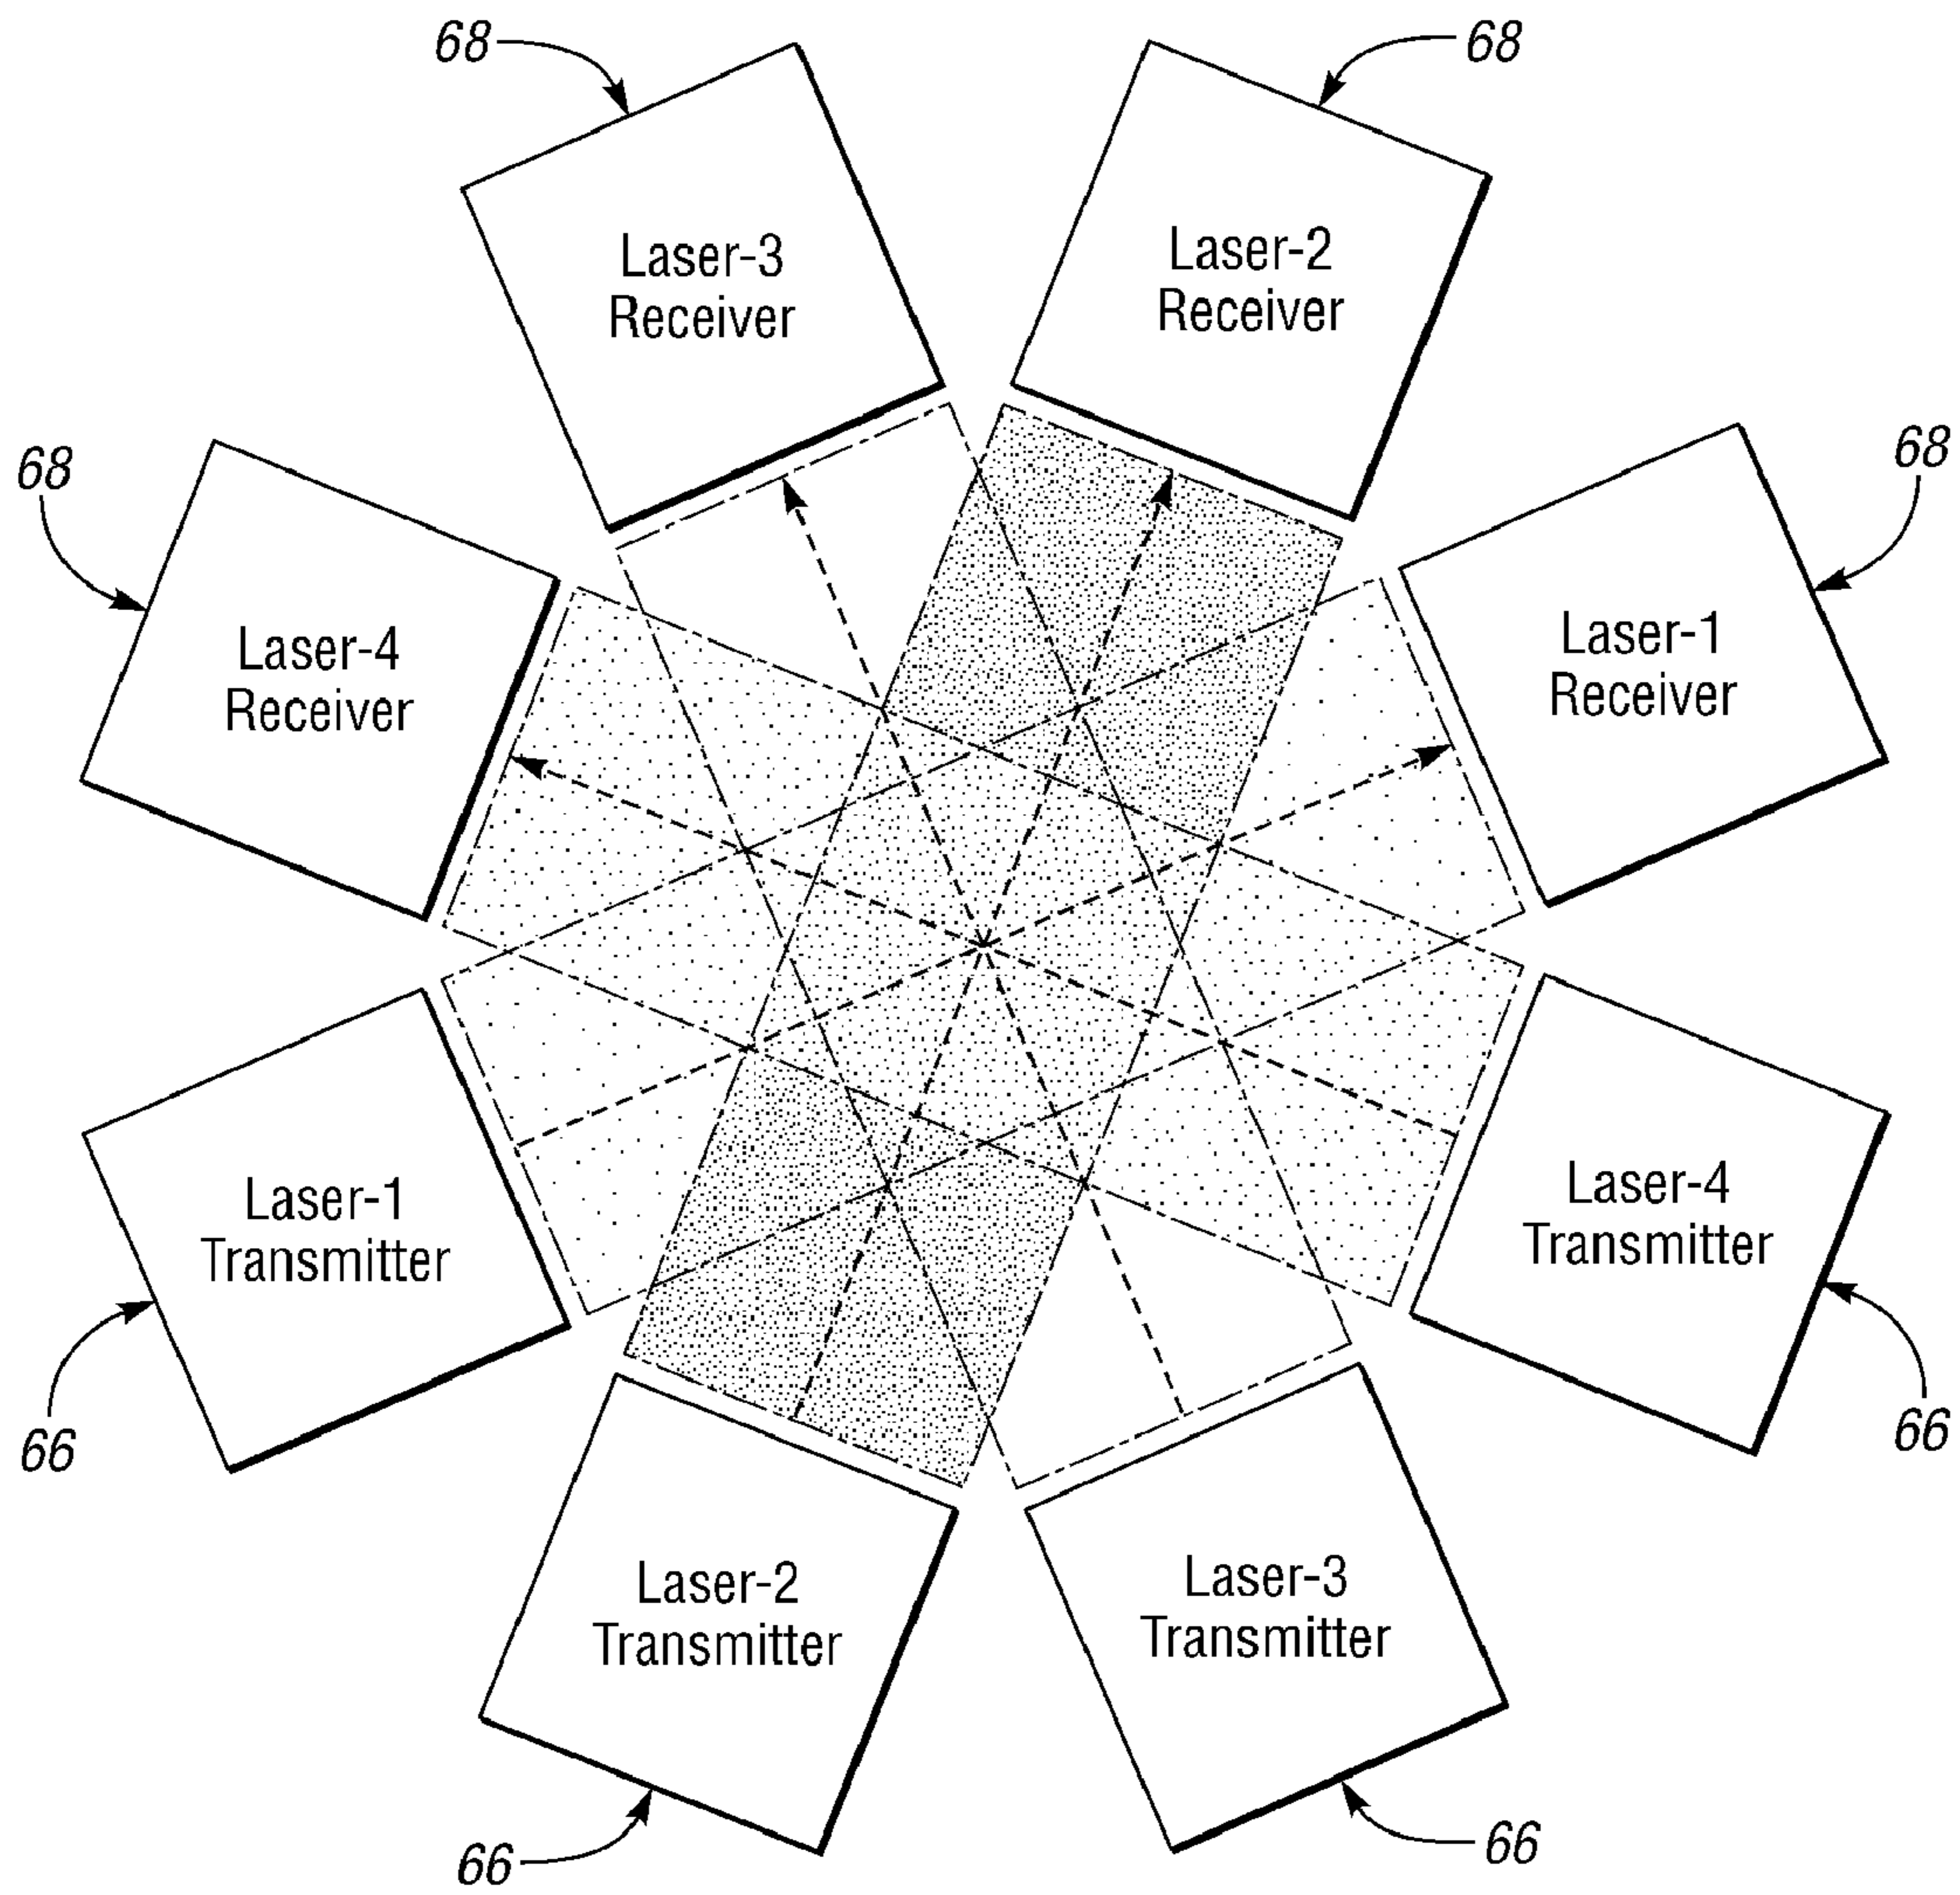 68
68
Laser-3
Receiver
Laser-2
Receiver
68
68
Laser-4
Receiver
Laser-1
Receiver
Laser-1
Transmitter
Laser-4
Transmitter
66
66
Laser-2
Transmitter
Laser-3
Transmitter
66
66